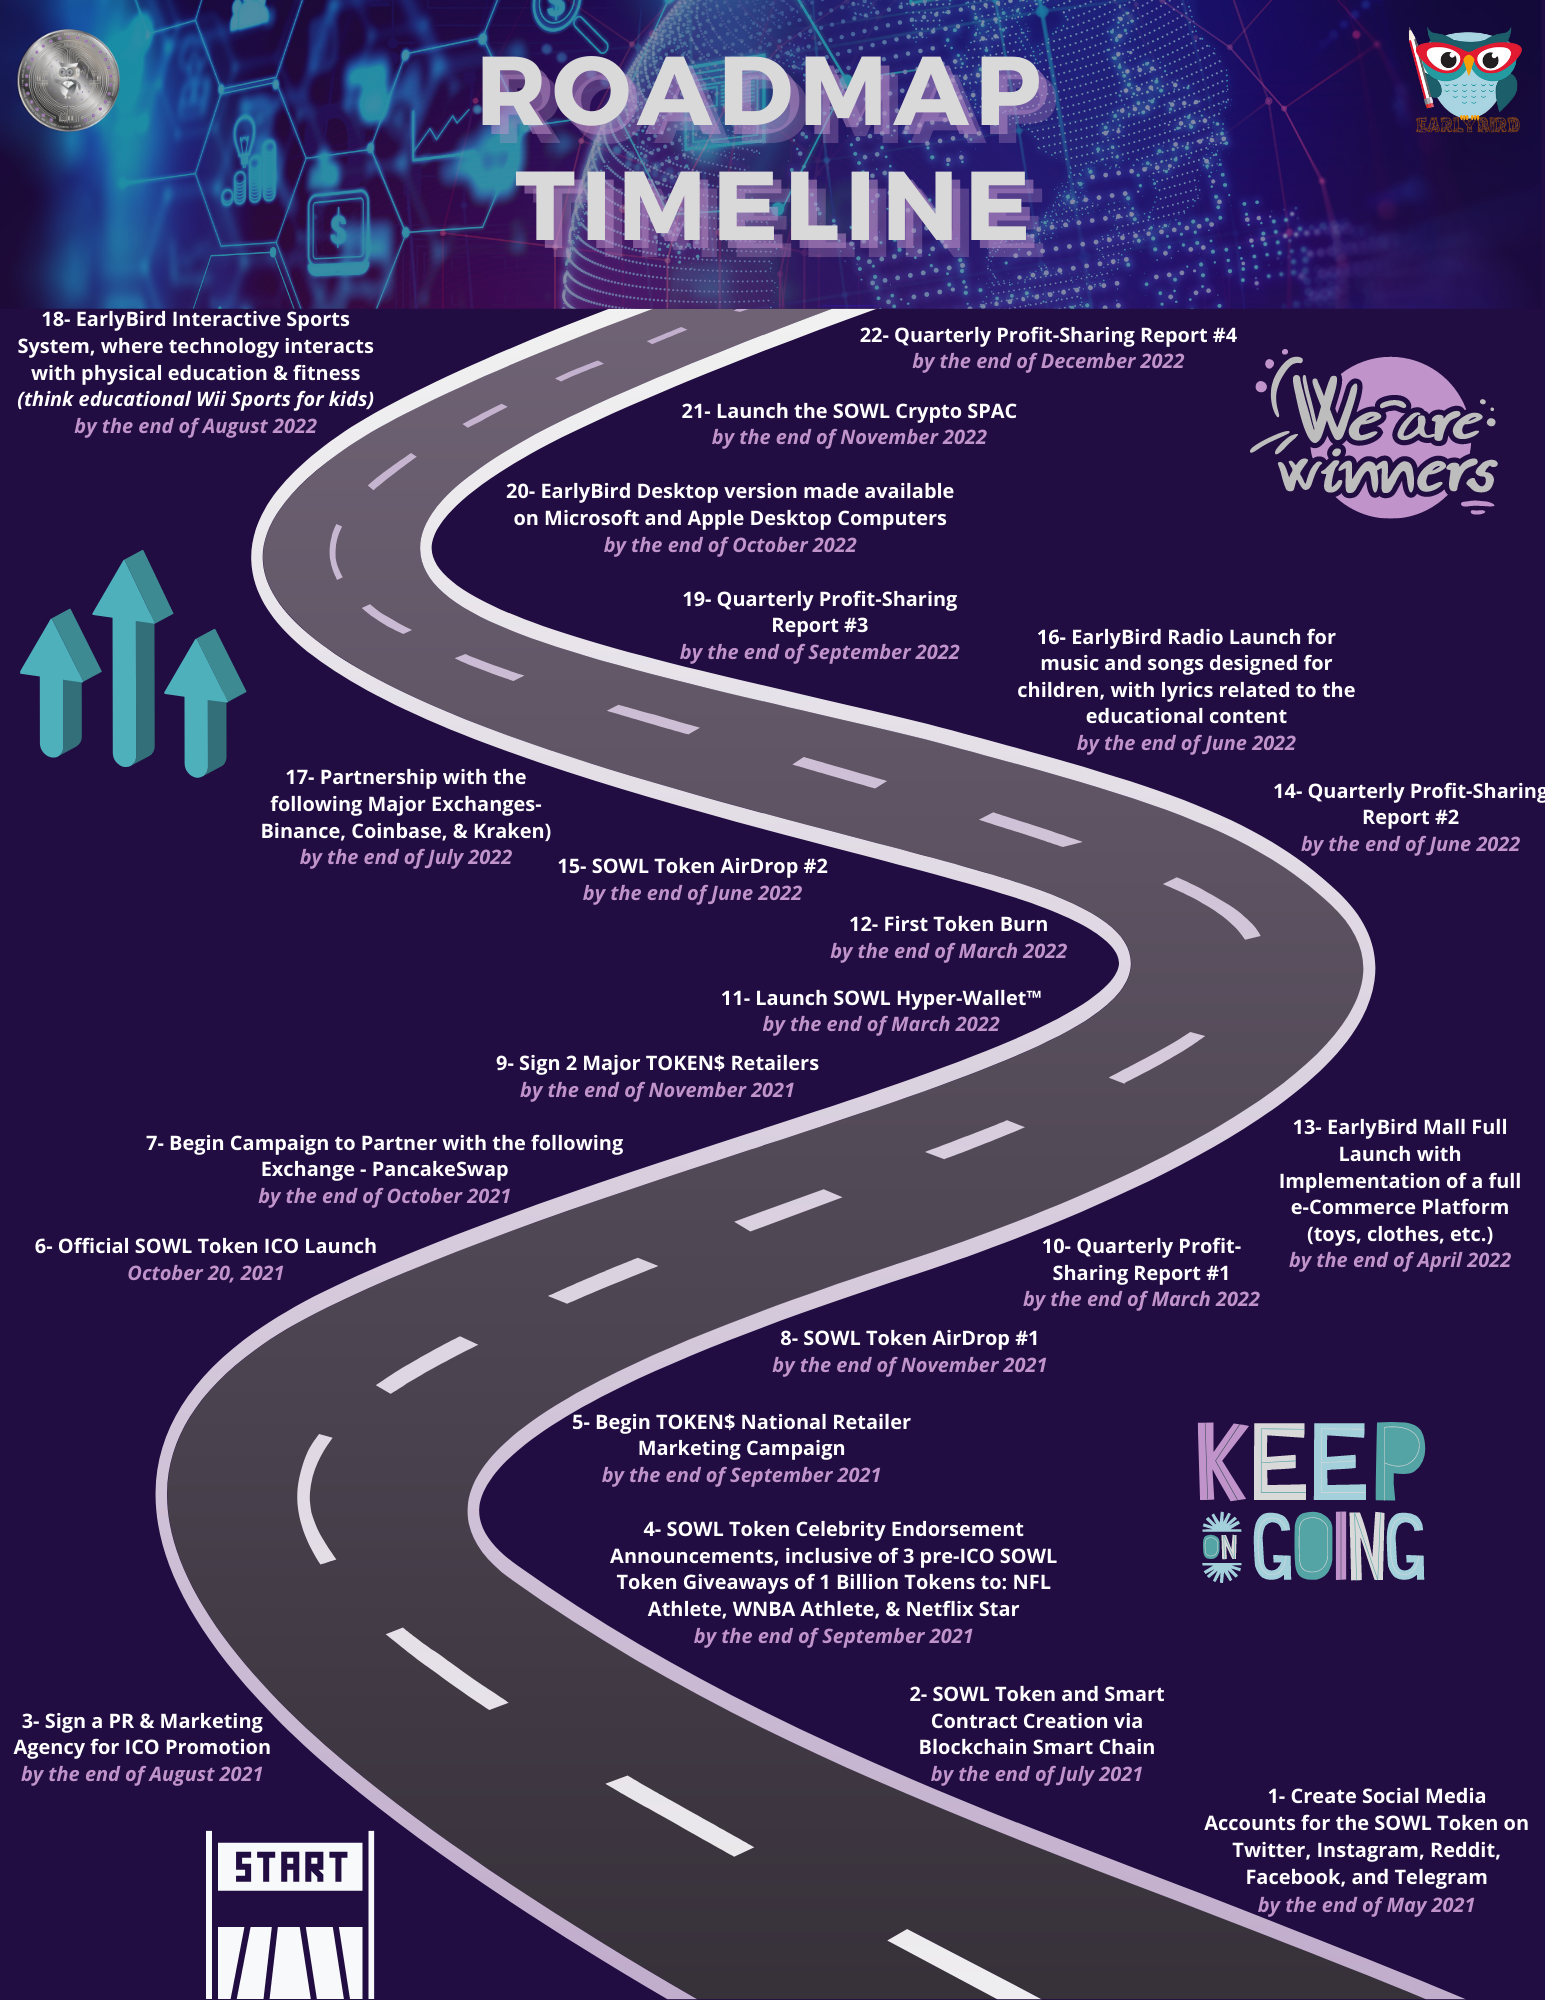 ROADMAP
TIMELINE
EARLYBIRD
18- EarlyBird Interactive Sports
System, where technology interacts
with physical education & fitness
(think educational Wii Sports for kids)
by the end of August 2022
22- Quarterly Profit-Sharing Report #4
by the end of December 2022
We are
winners
21- Launch the SOWL Crypto SPAC
by the end of November 2022
20- EarlyBird Desktop version made available
on Microsoft and Apple Desktop Computers
by the end of October 2022
19- Quarterly Profit-Sharing
Report #3
by the end of September 2022
16- EarlyBird Radio Launch for
music and songs designed for
children, with lyrics related to the
educational content
by the end of June 2022
17- Partnership with the
following Major Exchanges-
Binance, Coinbase, & Kraken)
by the end of July 2022
14- Quarterly Profit-Sharing
Report #2
by the end of June 2022
15- SOWL Token AirDrop #2
by the end of June 2022
12- First Token Burn
by the end of March 2022
11- Launch SOWL Hyper-Wallet™
by the end of March 2022
9- Sign 2 Major TOKEN$ Retailers
by the end of November 2021
13- EarlyBird Mall Full
Launch with
Implementation of a full
e-Commerce Platform
(toys, clothes, etc.)
by the end of April 2022
7- Begin Campaign to Partner with the following
Exchange - PancakeSwap
by the end of October 2021
6- Official SOWL Token ICO Launch
October 20, 2021
10- Quarterly Profit-
Sharing Report #1
by the end of March 2022
8- SOWL Token AirDrop #1
by the end of November 2021
5- Begin TOKEN$ National Retailer
Marketing Campaign
by the end of September 2021
KEEP
ON GOING
4- SOWL Token Celebrity Endorsement
Announcements, inclusive of 3 pre-ICO SOWL
Token Giveaways of 1 Billion Tokens to: NFL
Athlete, WNBA Athlete, & Netflix Star
by the end of September 2021
2- SOWL Token and Smart
Contract Creation via
Blockchain Smart Chain
by the end of July 2021
3- Sign a PR & Marketing
Agency for ICO Promotion
by the end of August 2021
1- Create Social Media
Accounts for the SOWL Token on
Twitter, Instagram, Reddit,
Facebook, and Telegram
by the end of May 2021
START